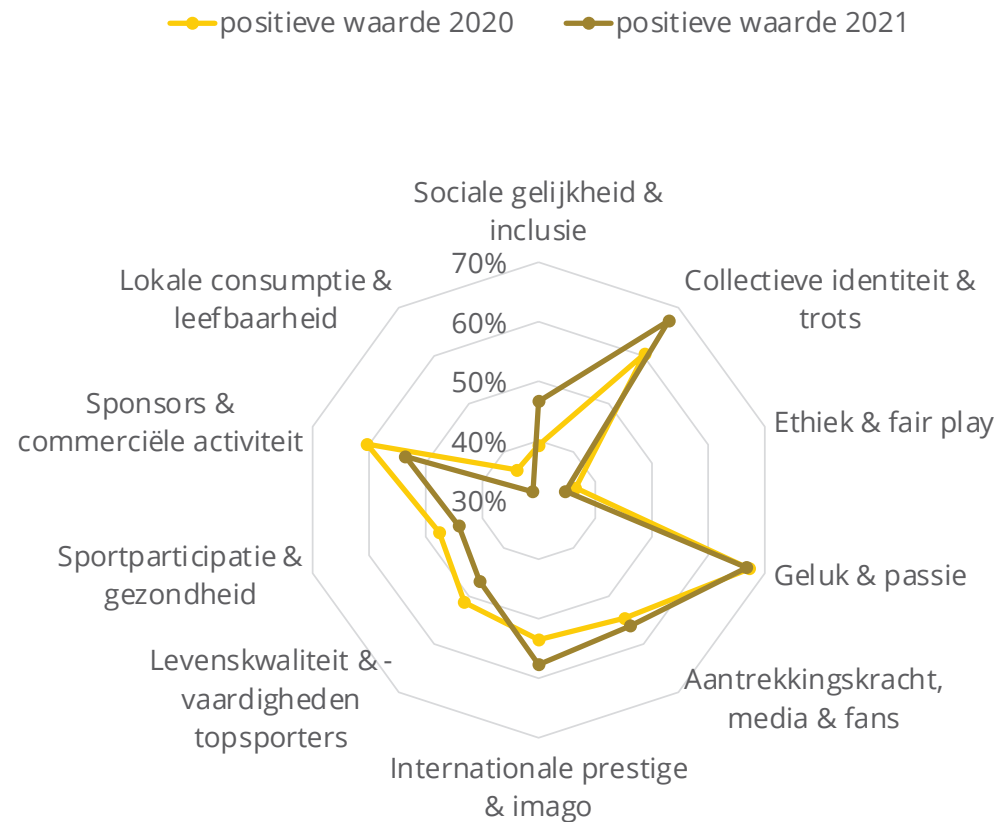 positieve waarde 2020
positieve waarde 2021
Sociale gelijkheid &
inclusie
70%
60%
50%
40%
30%
Collectieve identiteit &
trots
Ethiek & fair play
Geluk & passie
Aantrekkingskracht,
media & fans
Internationale prestige
& imago
Levenskwaliteit & -
vaardigheden
topsporters
Sportparticipatie &
gezondheid
Sponsors &
commerciële activiteit
Lokale consumptie &
leefbaarheid